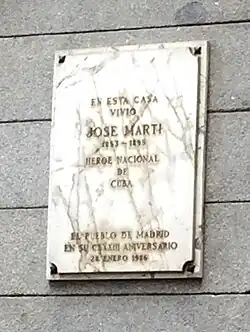 EN ESTA CASA
VIVIO
JOSE MARTI
1853 - 1895
HEROE NACIONAL
DE
CUBA
EL PUEBLO DE MADRID
EN SU CXXXIII ANIVERSARIO
28 ENERO 1986